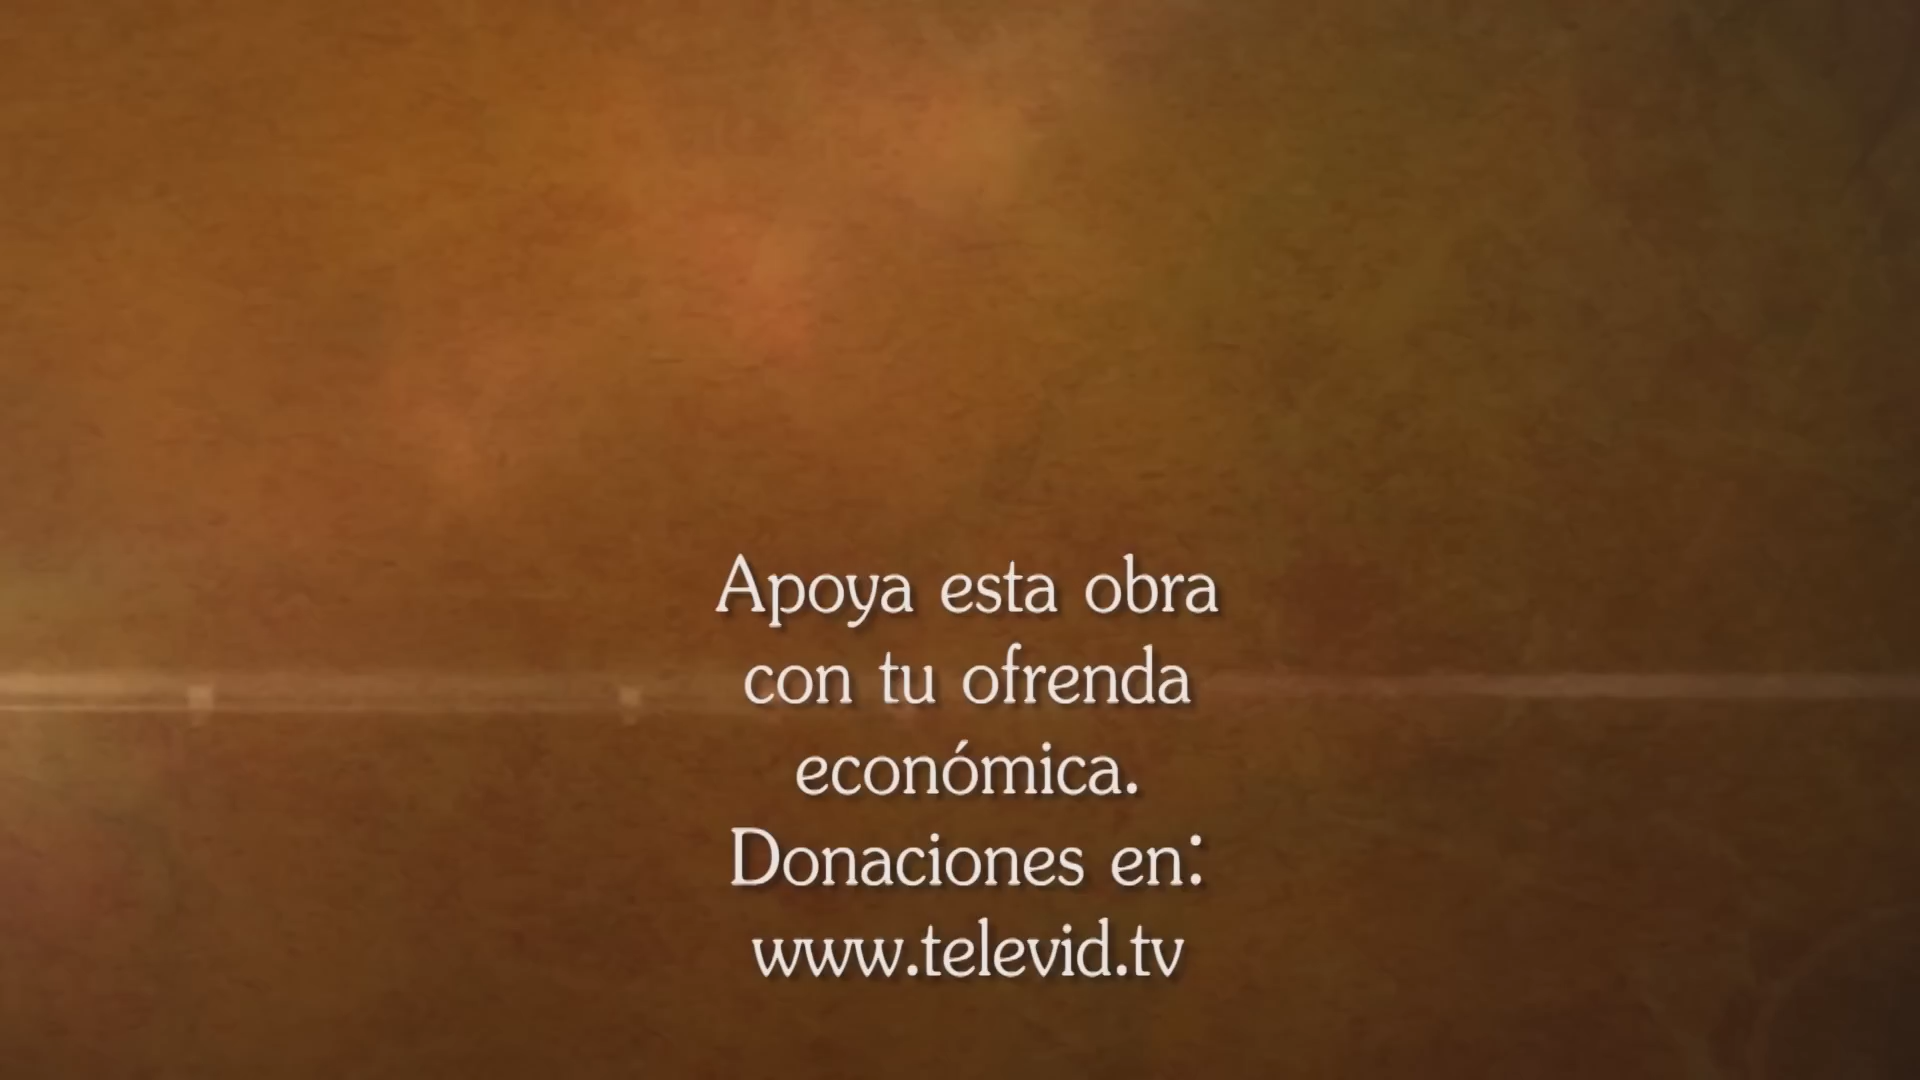 Apoya esta obra
con tu ofrenda
económica.
Donaciones en:
www.televid.tv